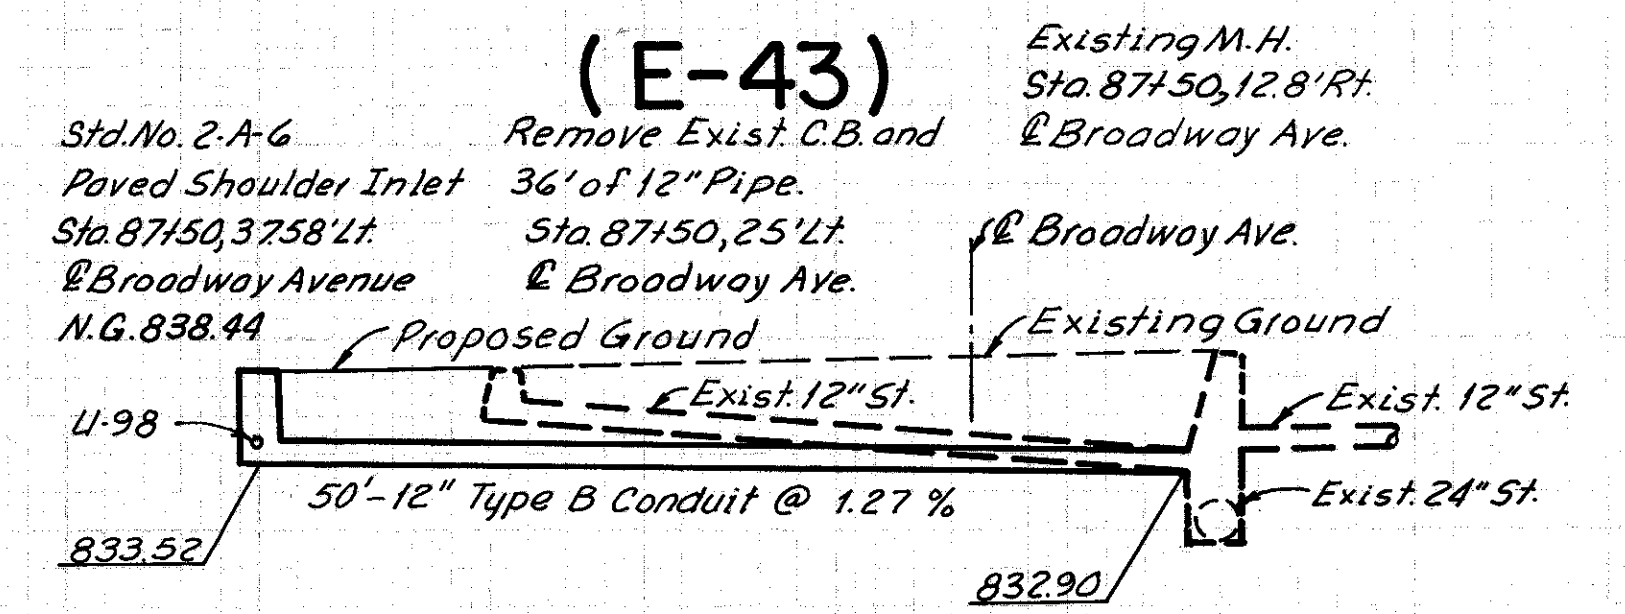 (E-43)
Existing M.H.
Sta. 87+50, 12.8' Rt.
℄ Broadway Ave.
Std. No. 2-A-6
Paved Shoulder Inlet
Sta. 87+50, 37.58' Lt.
℄ Broadway Avenue
N.G. 838.44
Remove Exist. C.B. and
36' of 12" Pipe.
Sta. 87+50, 25' Lt.
℄ Broadway Ave.
℄ Broadway Ave.
Proposed Ground
Existing Ground
Exist. 12" St.
Exist. 12" St.
U-98
50'-12" Type B Conduit @ 1.27 %
Exist. 24" St.
833.52
832.90